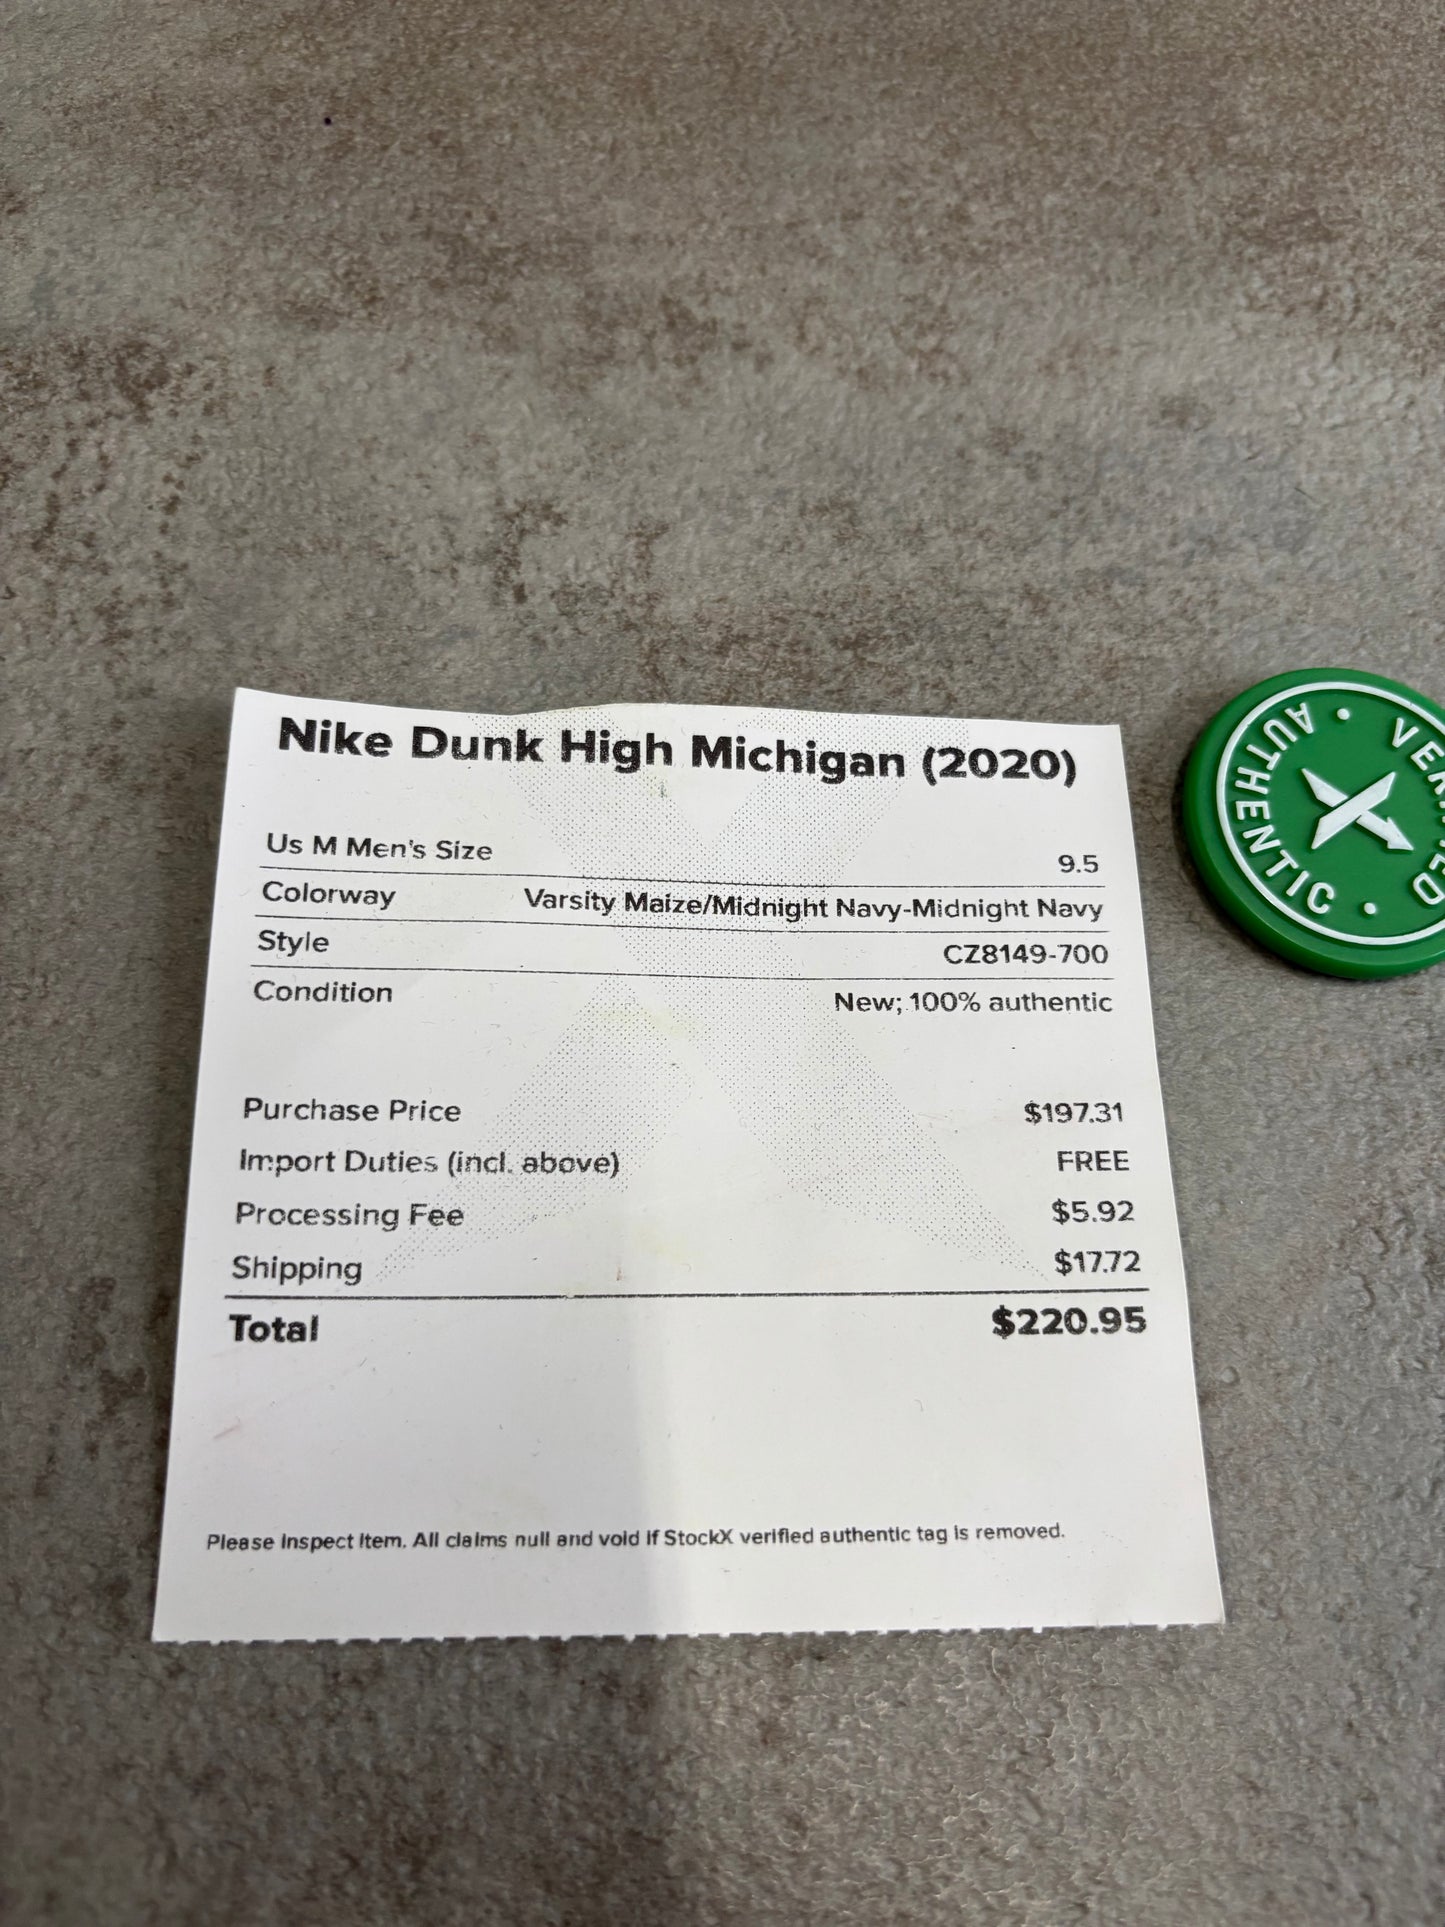 Nike Dunk High Michigan (2020)
Us M Men's Size 9.5
Colorway Varsity Maize/Midnight Navy-Midnight Navy
Style CZ8149-700
Condition New; 100% authentic
Purchase Price $197.31
Import Duties (incl. above) FREE
Processing Fee $5.92
Shipping $17.72
Total $220.95
Please inspect item. All claims null and void if StockX verified authentic tag is removed.
AUTHENTIC